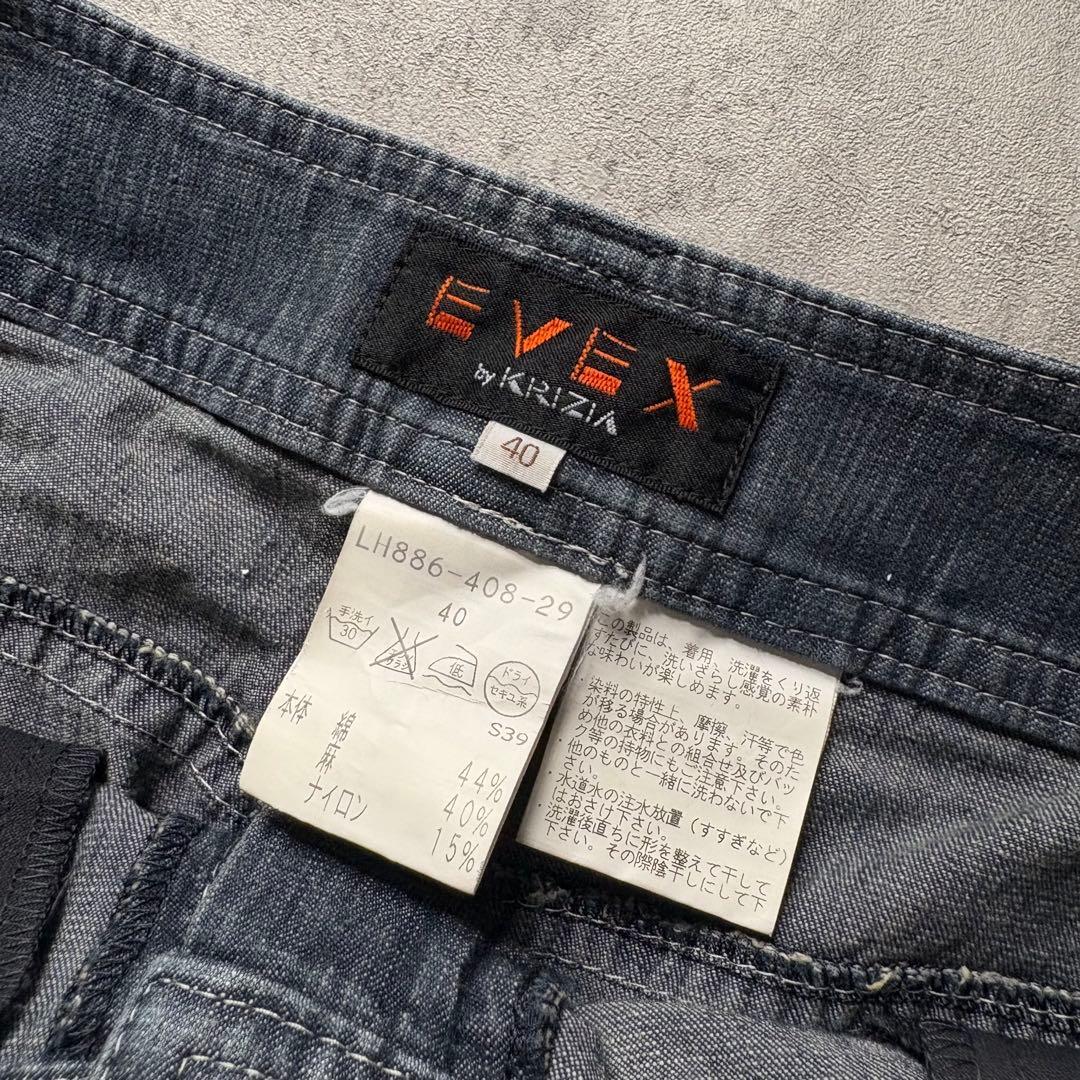 EVEX
by KRIZIA
40
LH886-408-29
40
手洗イ
30
エンソサラシ
低
ドライ
セキユ系
S39
本体 綿 44%
麻 40%
ナイロン 15%
この製品は、着用、洗濯をくり返
すたびに、洗いざらし感覚の素朴
な味わいが楽しめます。
・染料の特性上、摩擦、汗等で色
が移る場合があります。そのた
め他の衣料との組合せ及びバッ
ク等の持物にもご注意下さい。
・他のものと一緒に洗わないで下
さい。
・水道水の注水放置(すすぎなど)
はおさけ下さい。
・洗濯後直ちに形を整えて干して
下さい。その際陰干しにして下